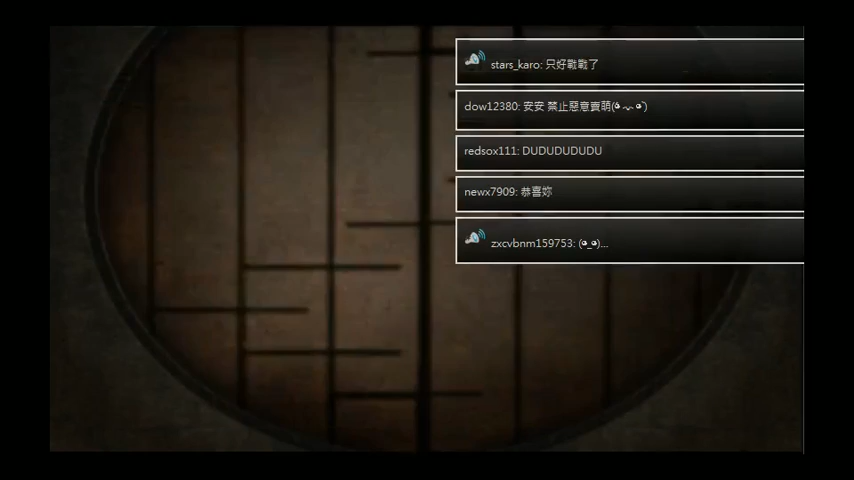 stars_karo: 只好戰戰了
dow12380: 安安 禁止惡意賣萌(◕﹏◕)
redsox111: DUDUDUDUDU
newx7909: 恭喜妳
zxcvbnm159753: (◕_◕)...